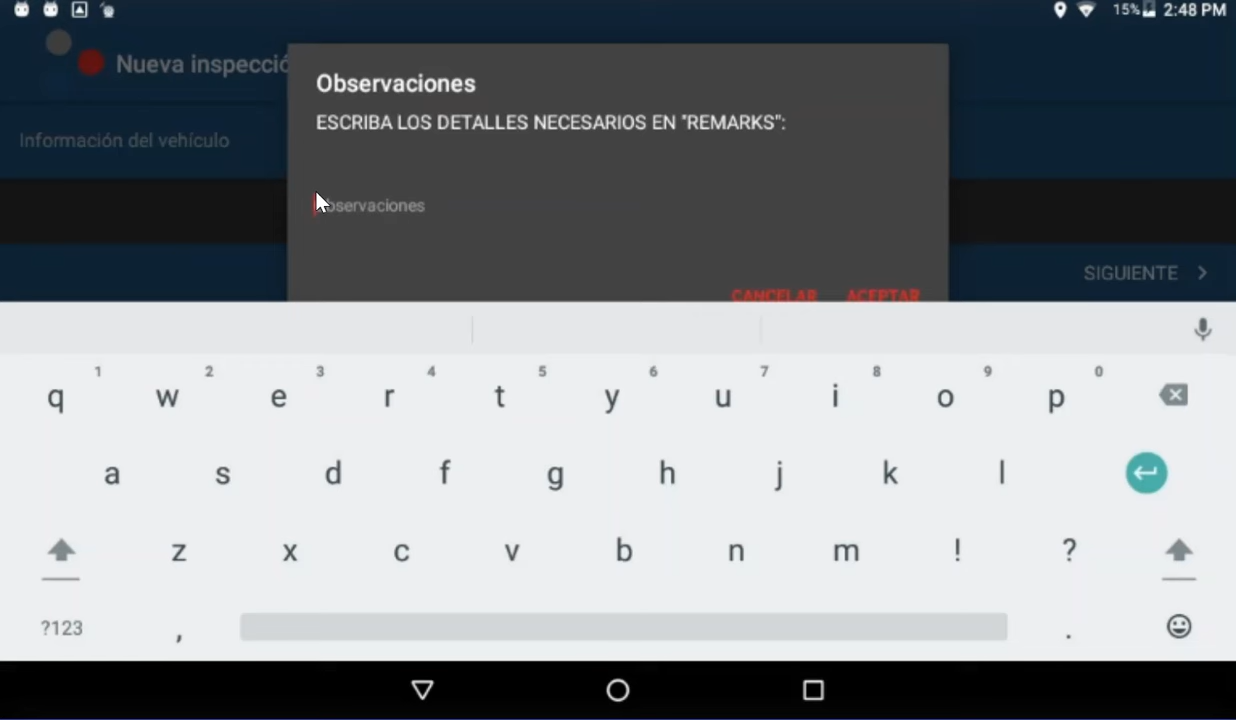 15% 2:48 PM
Nueva inspecció
Observaciones
ESCRIBA LOS DETALLES NECESARIOS EN "REMARKS":
Información del vehículo
bservaciones
SIGUIENTE >
CANCELAR ACEPTAR
1 2 3 4 5 6 7 8 9 0
q w e r t y u i o p
a s d f g h j k l
z x c v b n m ! ?
?123 , .